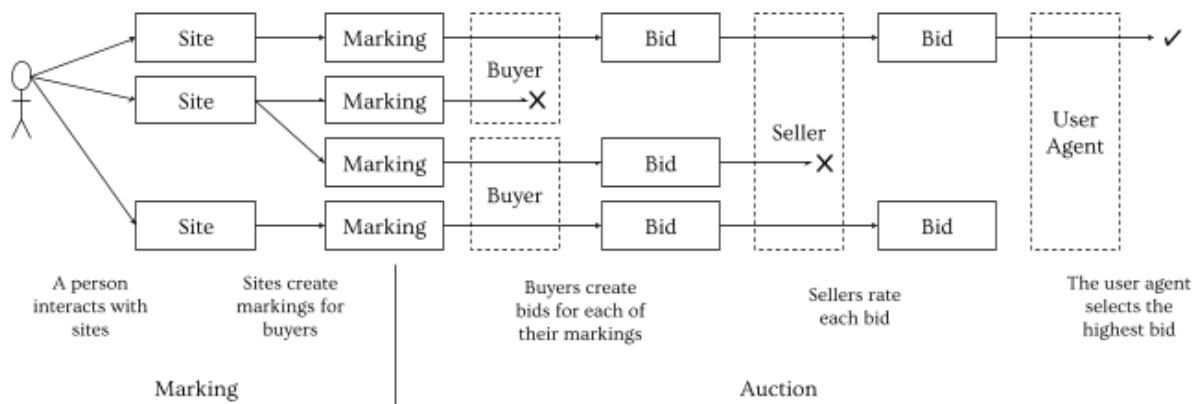 Site
Marking
Bid
Bid
Buyer
Site
Marking
Marking
Bid
Seller
User
Agent
Buyer
Site
Marking
Bid
Bid
A person
interacts with
sites
Sites create
markings for
buyers
Buyers create
bids for each of
their markings
Sellers rate
each bid
The user agent
selects the
highest bid
Marking
Auction